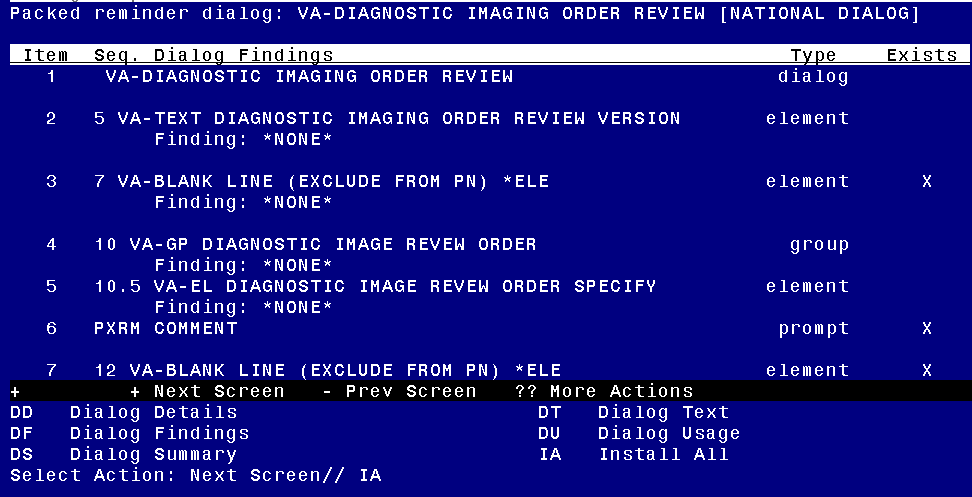 Packed reminder dialog: VA-DIAGNOSTIC IMAGING ORDER REVIEW [NATIONAL DIALOG]
Item Seq. Dialog Findings Type Exists
1 VA-DIAGNOSTIC IMAGING ORDER REVIEW dialog
2 5 VA-TEXT DIAGNOSTIC IMAGING ORDER REVIEW VERSION element
Finding: *NONE*
3 7 VA-BLANK LINE (EXCLUDE FROM PN) *ELE element X
Finding: *NONE*
4 10 VA-GP DIAGNOSTIC IMAGE REVEW ORDER group
Finding: *NONE*
5 10.5 VA-EL DIAGNOSTIC IMAGE REVEW ORDER SPECIFY element
Finding: *NONE*
6 PXRM COMMENT prompt X
7 12 VA-BLANK LINE (EXCLUDE FROM PN) *ELE element X
+ + Next Screen - Prev Screen ?? More Actions
DD Dialog Details DT Dialog Text
DF Dialog Findings DU Dialog Usage
DS Dialog Summary IA Install All
Select Action: Next Screen// IA